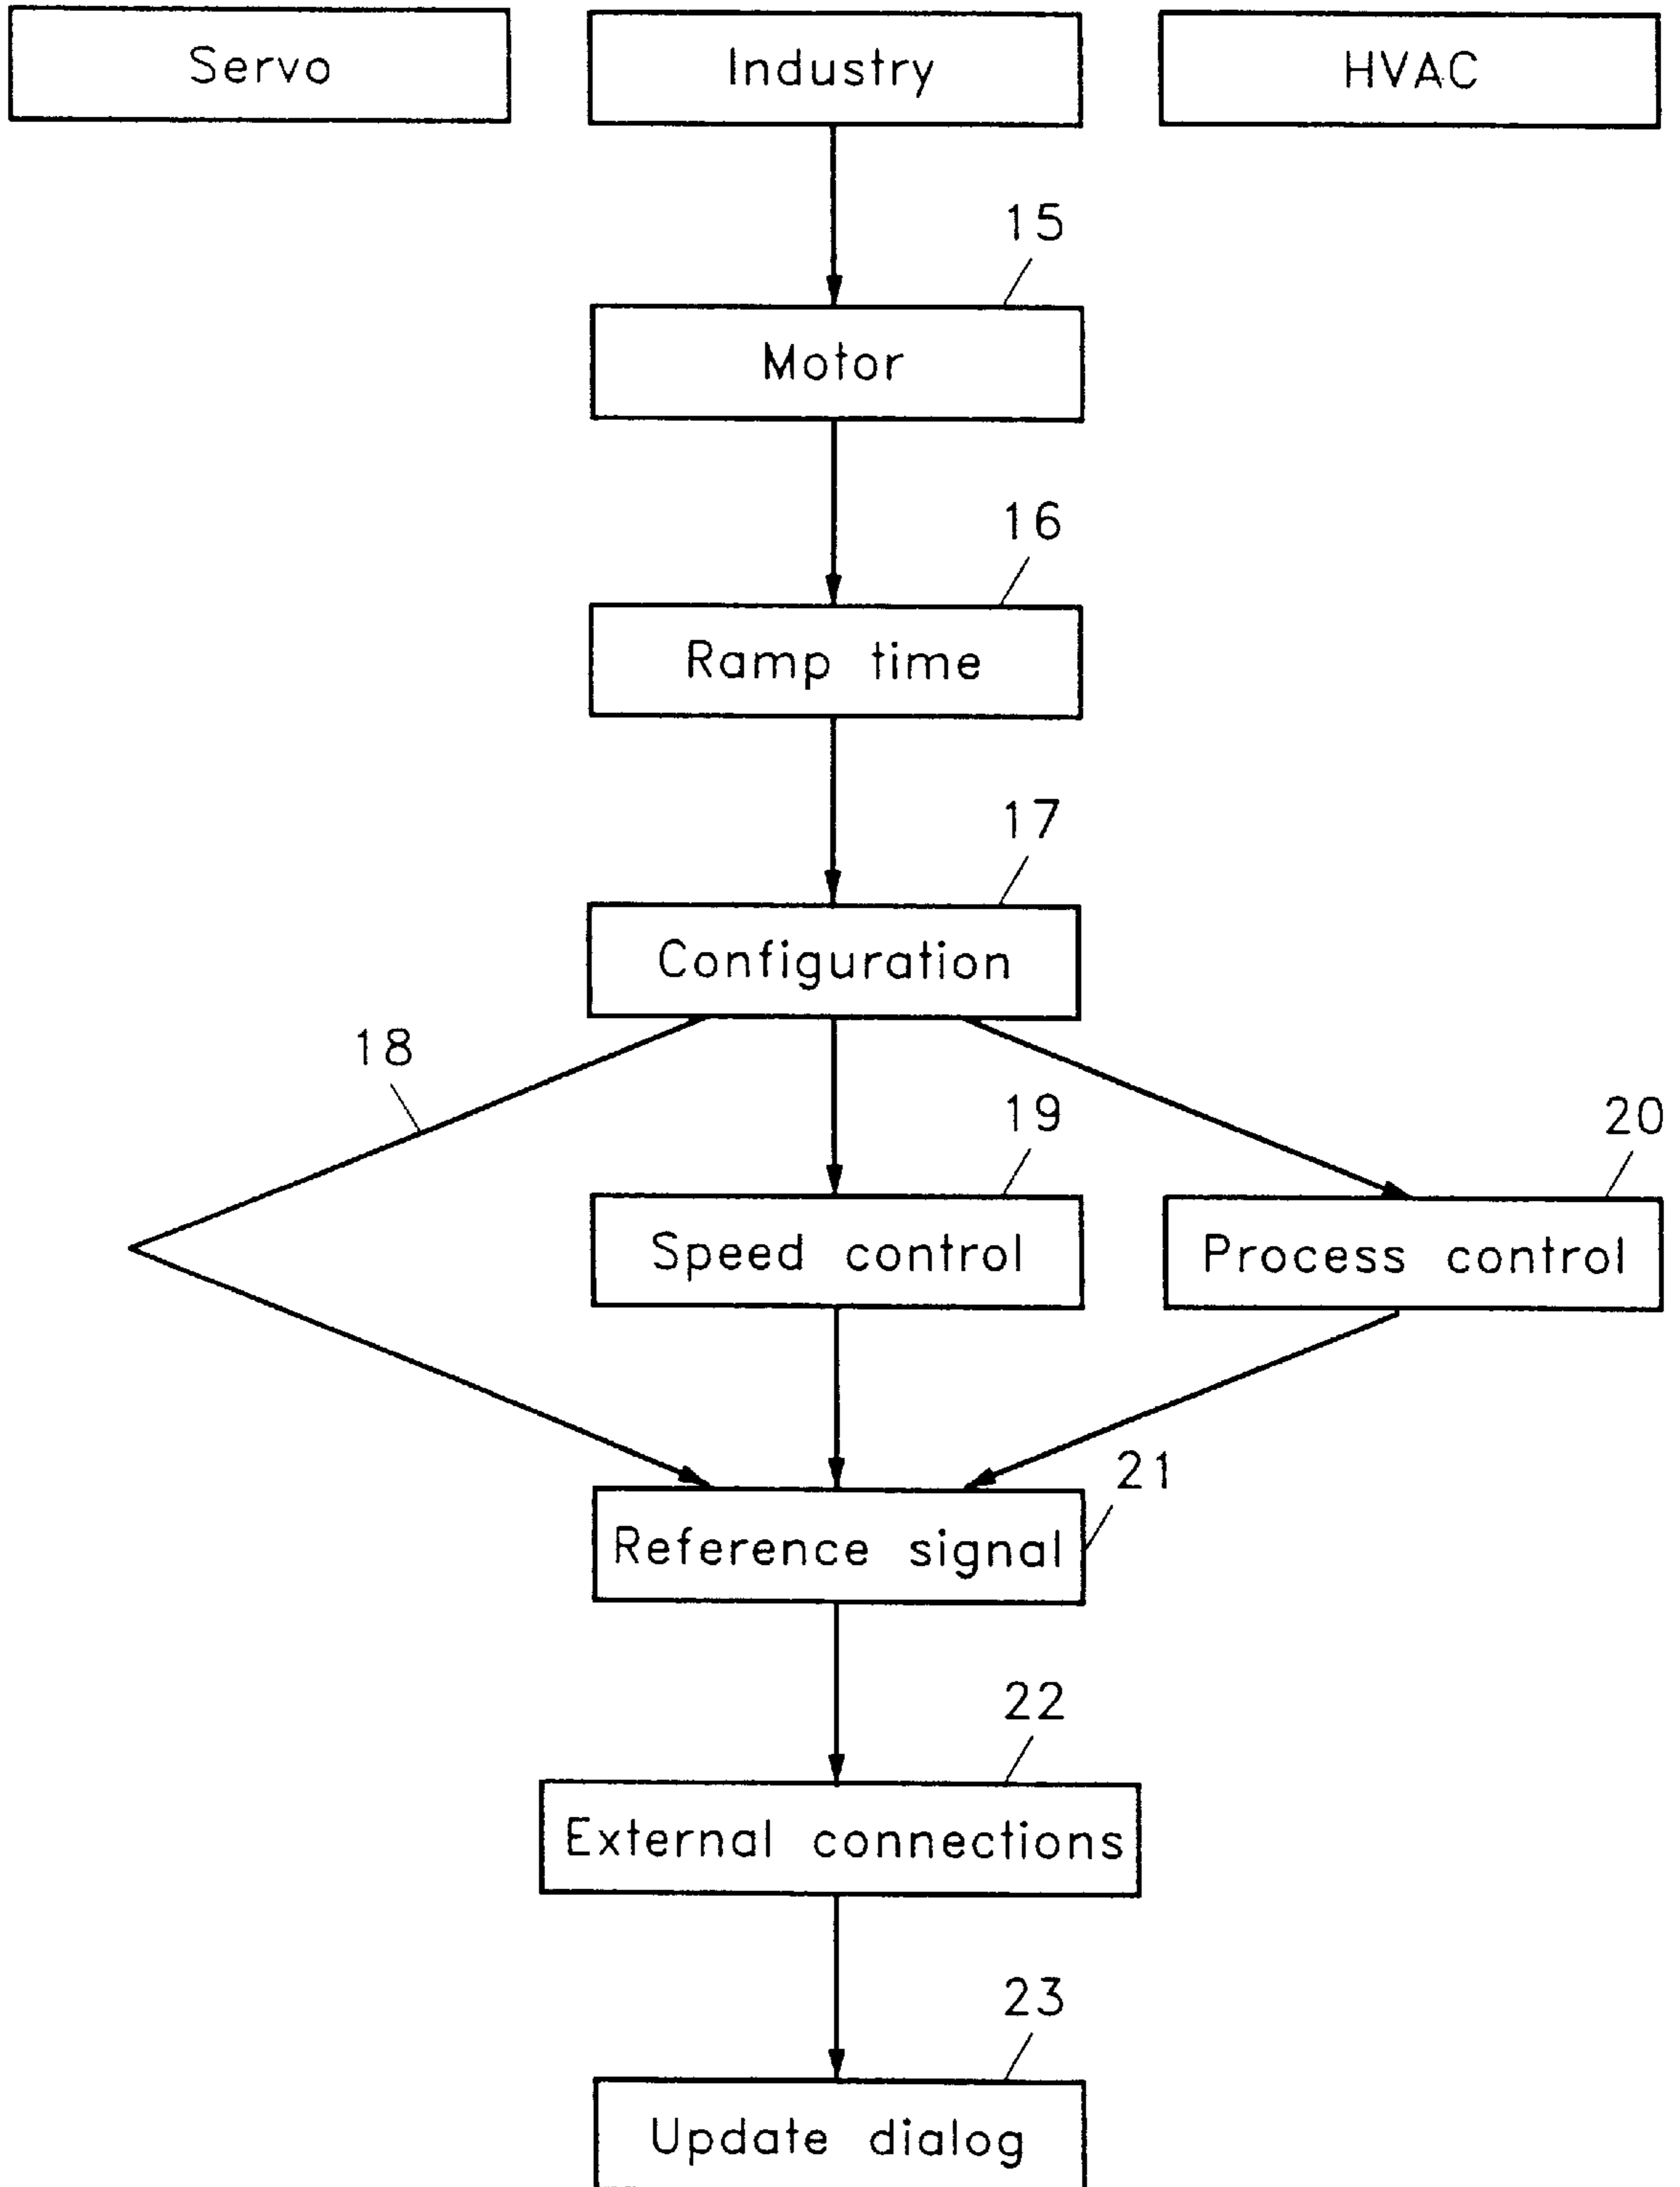 Servo
Industry
HVAC
15
Motor
16
Ramp time
17
Configuration
18
19
20
Speed control
Process control
21
Reference signal
22
External connections
23
Update dialog